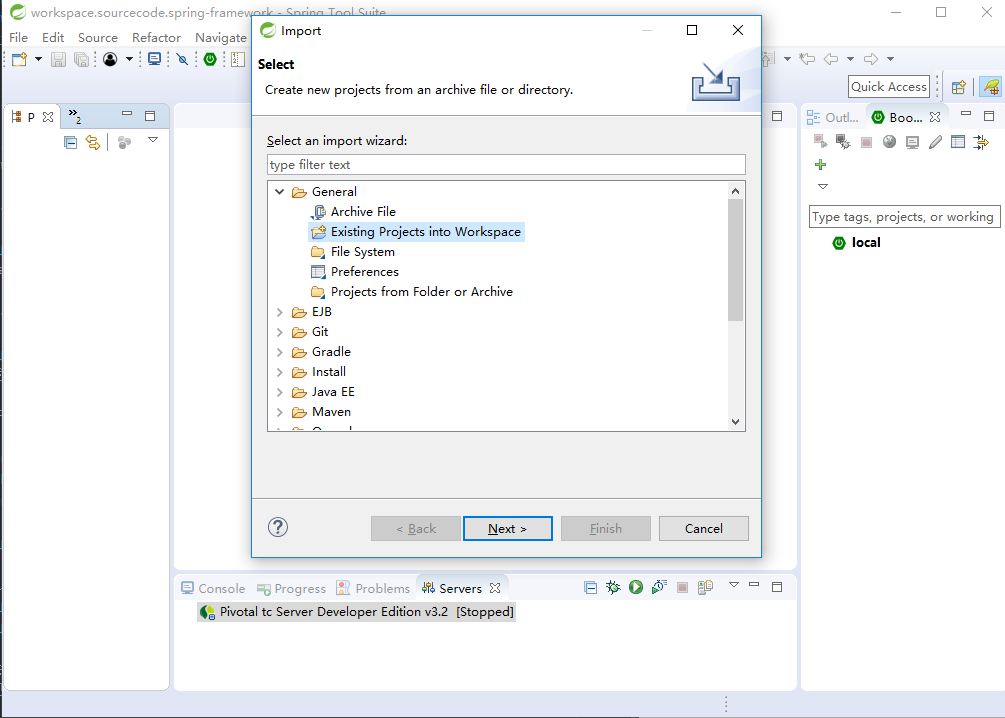 workspace.sourcecode.spring-framework - Spring Tool Suite
File Edit Source Refactor Navigate
Quick Access
P
2
Import
Select
Create new projects from an archive file or directory.
Select an import wizard:
type filter text
General
Archive File
Existing Projects into Workspace
File System
Preferences
Projects from Folder or Archive
EJB
Git
Gradle
Install
Java EE
Maven
< Back
Next >
Finish
Cancel
Outl...
Boo...
Type tags, projects, or working
local
Console
Progress
Problems
Servers
Pivotal tc Server Developer Edition v3.2 [Stopped]